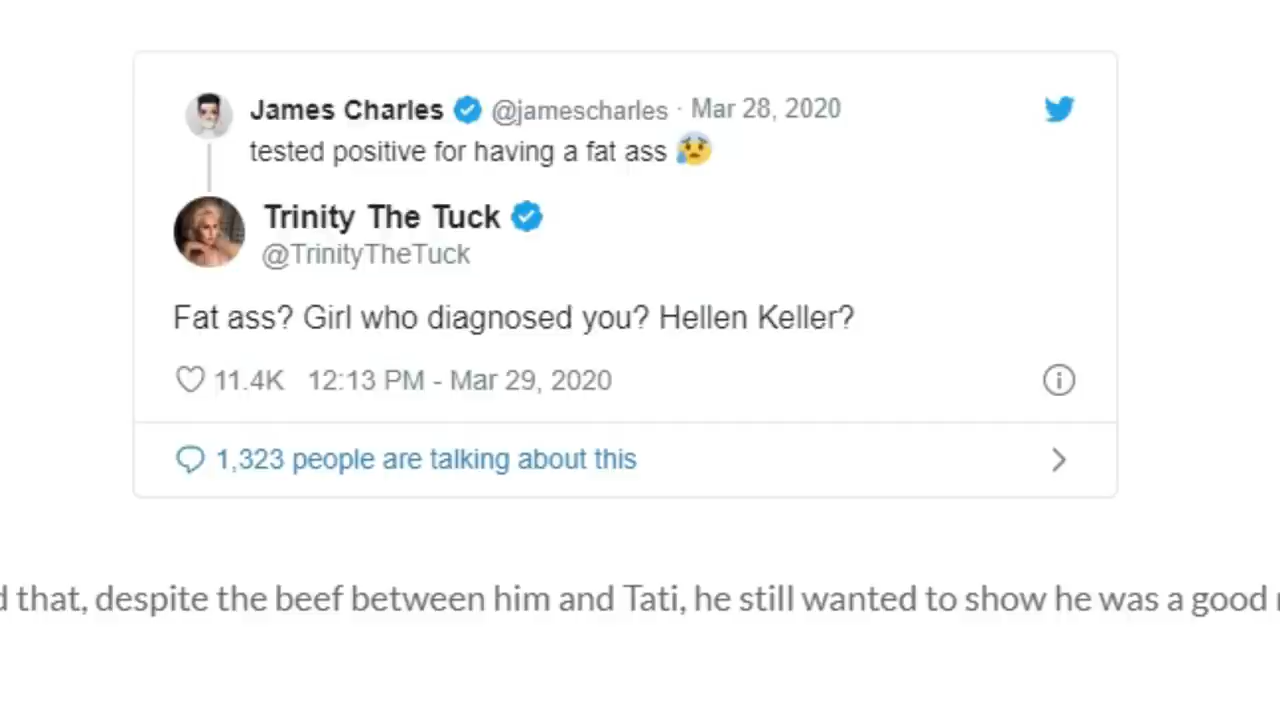 James Charles @jamescharles · Mar 28, 2020
tested positive for having a fat ass 😰
Trinity The Tuck
@TrinityTheTuck
Fat ass? Girl who diagnosed you? Hellen Keller?
11.4K 12:13 PM - Mar 29, 2020
1,323 people are talking about this
that, despite the beef between him and Tati, he still wanted to show he was a good